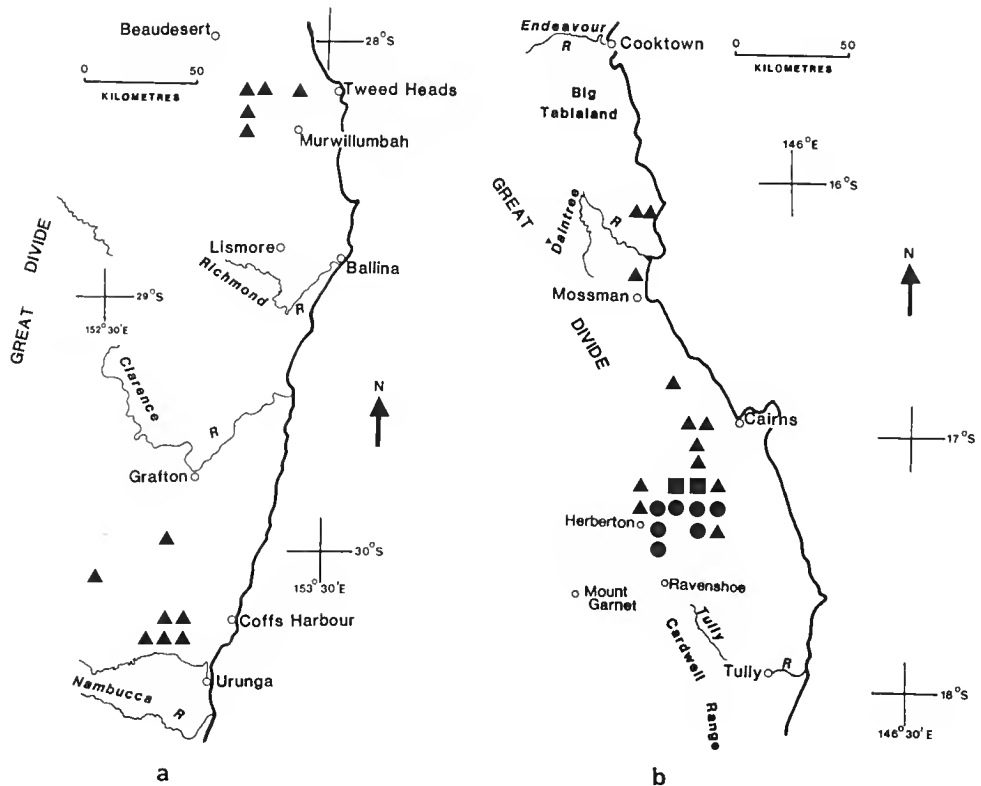 Beaudesert
28°S
0 50
KILOMETRES
Tweed Heads
Murwillumbah
GREAT DIVIDE
Lismore
Richmond R
Ballina
29°S
152°30'E
Clarence R
N
Grafton
30°S
153°30'E
Coffs Harbour
Urunga
Nambucca R
a
Endeavour R
Cooktown
0 50
KILOMETRES
Big
Tablaland
146°E
16°S
GREAT DIVIDE
Daintree R
Mossman
N
Cairns
17°S
Herberton
Mount
Garnet
Ravenshoe
Tully R
Cardwell Range
Tully
18°S
146°30'E
b